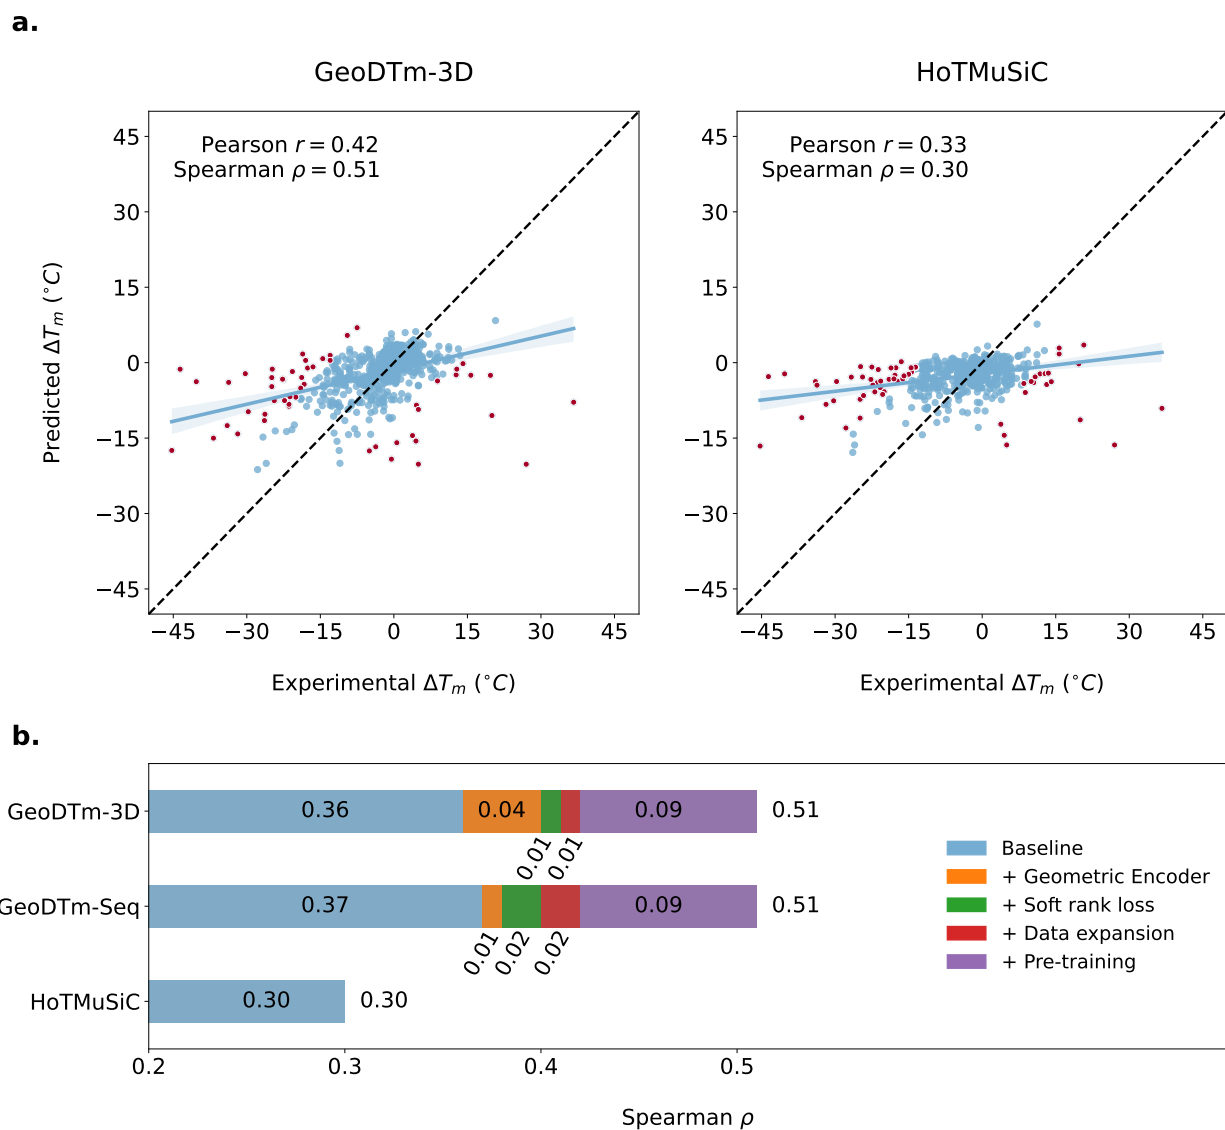 a.
GeoDTm-3D
HoTMuSiC
Pearson r = 0.42
Spearman ρ = 0.51
Pearson r = 0.33
Spearman ρ = 0.30
45
30
15
0
−15
−30
−45
45
30
15
0
−15
−30
−45
Predicted ΔTm (°C)
−45 −30 −15 0 15 30 45
−45 −30 −15 0 15 30 45
Experimental ΔTm (°C)
Experimental ΔTm (°C)
b.
GeoDTm-3D
0.36 0.04 0.09 0.51
0.01 0.01
GeoDTm-Seq
0.37 0.09 0.51
0.01 0.02 0.02
HoTMuSiC
0.30 0.30
Baseline
+ Geometric Encoder
+ Soft rank loss
+ Data expansion
+ Pre-training
0.2 0.3 0.4 0.5
Spearman ρ